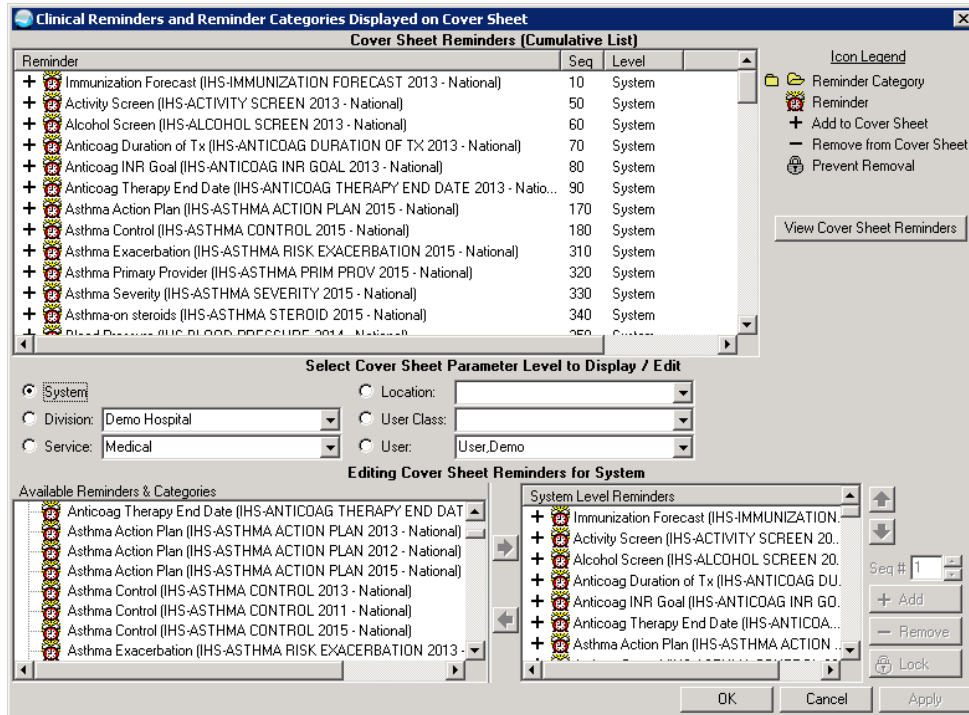 Clinical Reminders and Reminder Categories Displayed on Cover Sheet
Cover Sheet Reminders (Cumulative List)
Reminder Seq Level
Immunization Forecast (IHS-IMMUNIZATION FORECAST 2013 - National) 10 System
Activity Screen (IHS-ACTIVITY SCREEN 2013 - National) 50 System
Alcohol Screen (IHS-ALCOHOL SCREEN 2013 - National) 60 System
Anticoag Duration of Tx (IHS-ANTICOAG DURATION OF TX 2013 - National) 70 System
Anticoag INR Goal (IHS-ANTICOAG INR GOAL 2013 - National) 80 System
Anticoag Therapy End Date (IHS-ANTICOAG THERAPY END DATE 2013 - Natio... 90 System
Asthma Action Plan (IHS-ASTHMA ACTION PLAN 2015 - National) 170 System
Asthma Control (IHS-ASTHMA CONTROL 2015 - National) 180 System
Asthma Exacerbation (IHS-ASTHMA RISK EXACERBATION 2015 - National) 310 System
Asthma Primary Provider (IHS-ASTHMA PRIM PROV 2015 - National) 320 System
Asthma Severity (IHS-ASTHMA SEVERITY 2015 - National) 330 System
Asthma-on steroids (IHS-ASTHMA STEROID 2015 - National) 340 System
Icon Legend
Reminder Category
Reminder
Add to Cover Sheet
Remove from Cover Sheet
Prevent Removal
View Cover Sheet Reminders
Select Cover Sheet Parameter Level to Display / Edit
System Location:
Division: Demo Hospital User Class:
Service: Medical User: User,Demo
Editing Cover Sheet Reminders for System
Available Reminders & Categories
Anticoag Therapy End Date (IHS-ANTICOAG THERAPY END DAT
Asthma Action Plan (IHS-ASTHMA ACTION PLAN 2013 - National)
Asthma Action Plan (IHS-ASTHMA ACTION PLAN 2012 - National)
Asthma Action Plan (IHS-ASTHMA ACTION PLAN 2015 - National)
Asthma Control (IHS-ASTHMA CONTROL 2013 - National)
Asthma Control (IHS-ASTHMA CONTROL 2011 - National)
Asthma Control (IHS-ASTHMA CONTROL 2015 - National)
Asthma Exacerbation (IHS-ASTHMA RISK EXACERBATION 2013 -
System Level Reminders
Immunization Forecast (IHS-IMMUNIZATION.
Activity Screen (IHS-ACTIVITY SCREEN 20..
Alcohol Screen (IHS-ALCOHOL SCREEN 20.
Anticoag Duration of Tx (IHS-ANTICOAG DU.
Anticoag INR Goal (IHS-ANTICOAG INR GO.
Anticoag Therapy End Date (IHS-ANTICOA...
Asthma Action Plan (IHS-ASTHMA ACTION ..
Seq # 1
Add
Remove
Lock
OK Cancel Apply